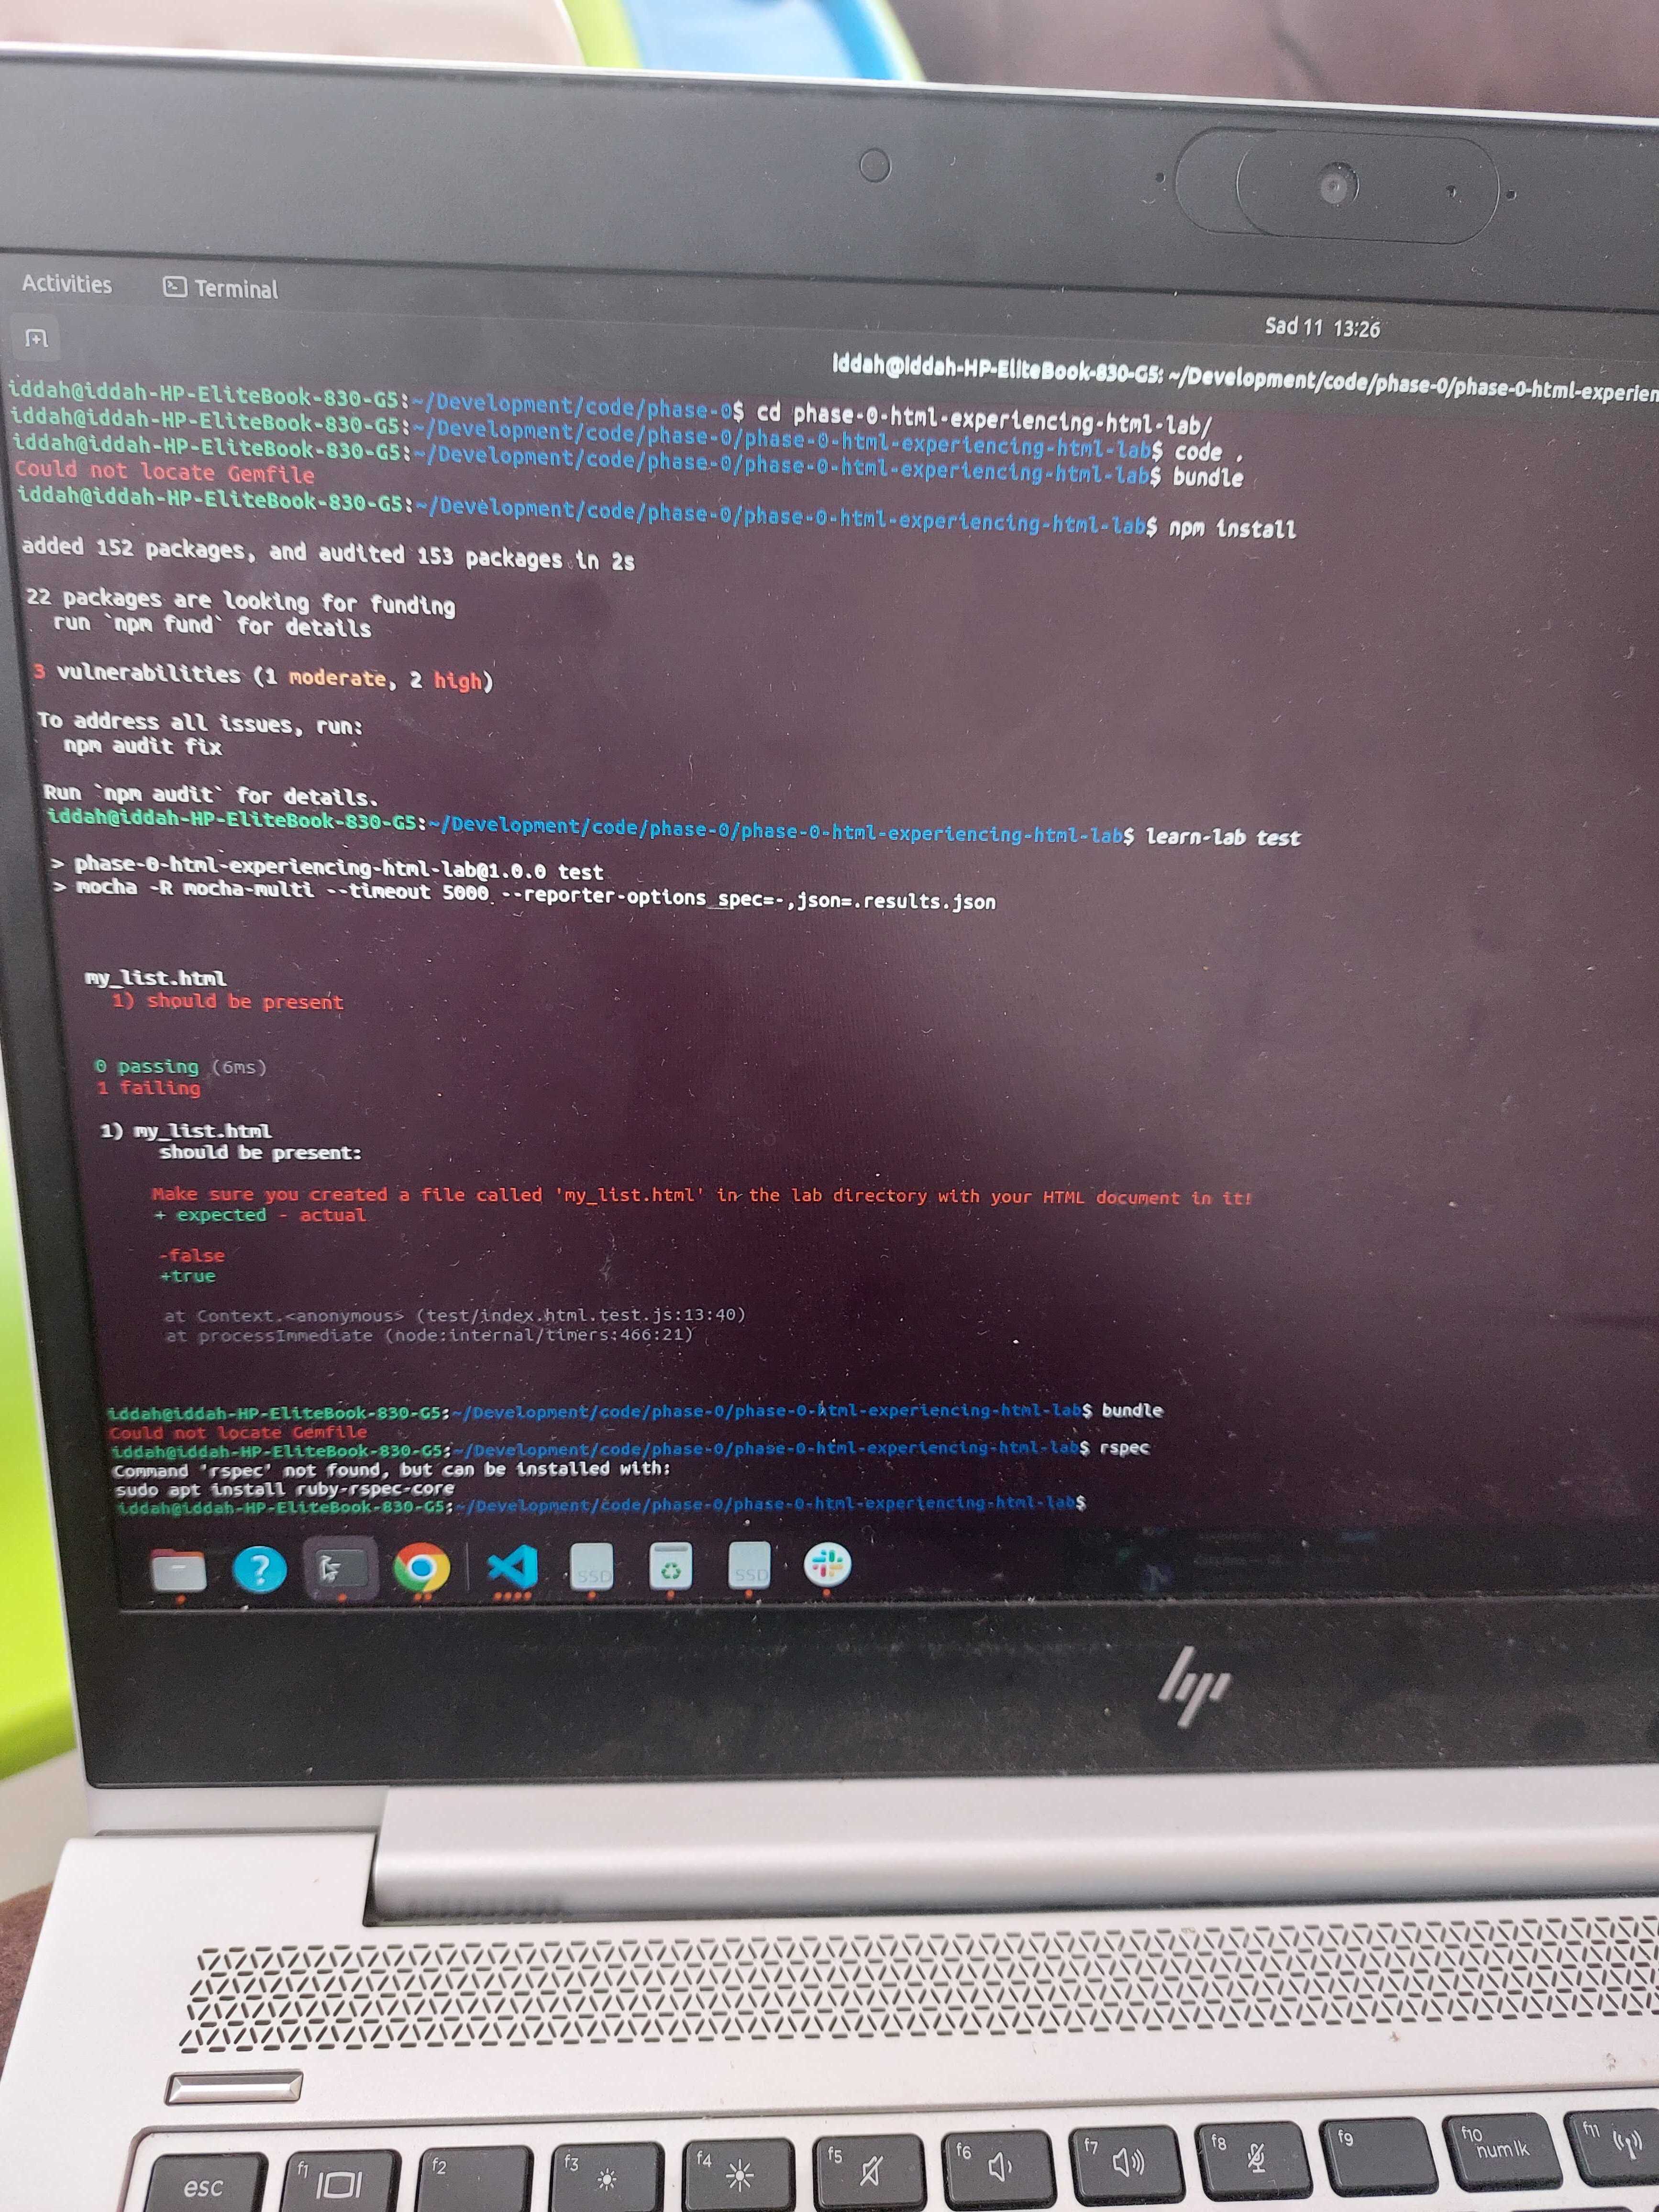 Activities
Terminal
Sad 11 13:26
iddah@iddah-HP-EliteBook-830-G5: ~/Development/code/phase-0/phase-0-html-experien
iddah@iddah-HP-EliteBook-830-G5:~/Development/code/phase-0$ cd phase-0-html-experiencing-html-lab/
iddah@iddah-HP-EliteBook-830-G5:~/Development/code/phase-0/phase-0-html-experiencing-html-lab$ code .
iddah@iddah-HP-EliteBook-830-G5:~/Development/code/phase-0/phase-0-html-experiencing-html-lab$ bundle
Could not locate Gemfile
iddah@iddah-HP-EliteBook-830-G5:~/Development/code/phase-0/phase-0-html-experiencing-html-lab$ npm install
added 152 packages, and audited 153 packages in 2s
22 packages are looking for funding
run `npm fund` for details
3 vulnerabilities (1 moderate, 2 high)
To address all issues, run:
npm audit fix
Run `npm audit` for details.
iddah@iddah-HP-EliteBook-830-G5:~/Development/code/phase-0/phase-0-html-experiencing-html-lab$ learn-lab test
> phase-0-html-experiencing-html-lab@1.0.0 test
> mocha -R mocha-multi --timeout 5000 --reporter-options spec=-,json=.results.json
my_list.html
1) should be present
0 passing (6ms)
1 failing
1) my_list.html
should be present:
Make sure you created a file called 'my_list.html' in the lab directory with your HTML document in it!
+ expected - actual
-false
+true
at Context.<anonymous> (test/index.html.test.js:13:40)
at processImmediate (node:internal/timers:466:21)
iddah@iddah-HP-EliteBook-830-G5:~/Development/code/phase-0/phase-0-html-experiencing-html-lab$ bundle
Could not locate Gemfile
iddah@iddah-HP-EliteBook-830-G5:~/Development/code/phase-0/phase-0-html-experiencing-html-lab$ rspec
Command 'rspec' not found, but can be installed with:
sudo apt install ruby-rspec-core
iddah@iddah-HP-EliteBook-830-G5:~/Development/code/phase-0/phase-0-html-experiencing-html-lab$
SSD
SSD
hp
esc
f1
f2
f3
f4
f5
f6
f7
f8
f9
f10
num lk
f11